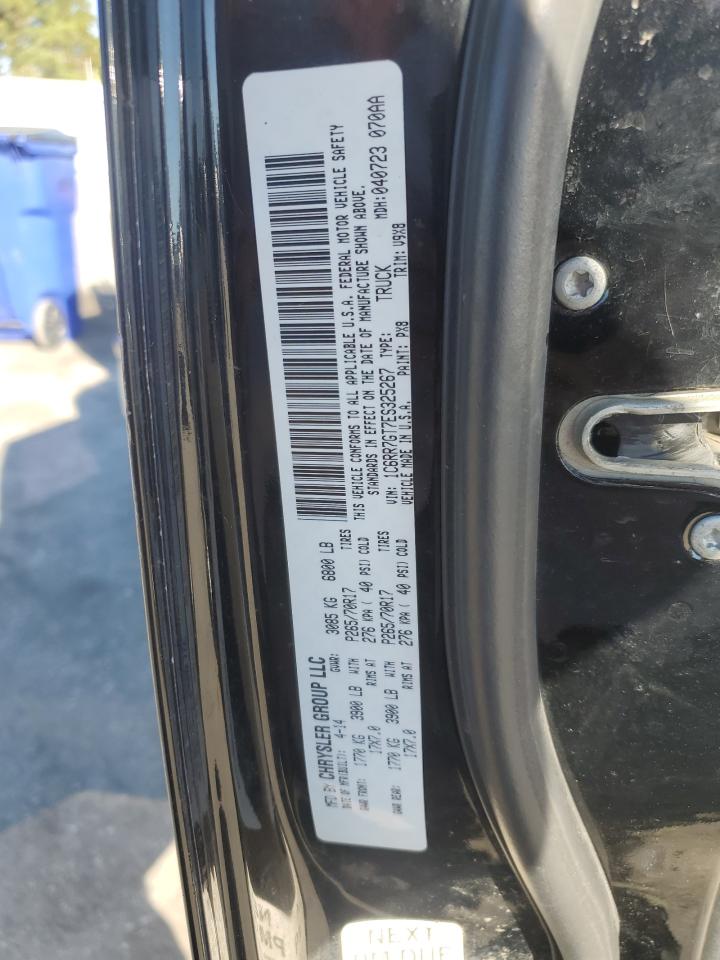 MFD BY CHRYSLER GROUP LLC
DATE OF MFR(BUILT): 4-14 GVWR: 3085 KG 6800 LB
GAWR FRONT: 1770 KG 3900 LB WITH P265/70R17 TIRES
17X7.0 RIMS AT 276 KPA ( 40 PSI) COLD
GAWR REAR: 1770 KG 3900 LB WITH P265/70R17 TIRES
17X7.0 RIMS AT 276 KPA ( 40 PSI) COLD
THIS VEHICLE CONFORMS TO ALL APPLICABLE U.S.A. FEDERAL MOTOR VEHICLE SAFETY
STANDARDS IN EFFECT ON THE DATE OF MANUFACTURE SHOWN ABOVE.
VIN: 1C6RR7GT7ES325267 TYPE: TRUCK MDH:040723 070AA
VEHICLE MADE IN U.S.A. PAINT: PX8 TRIM: V9X8
NEXT